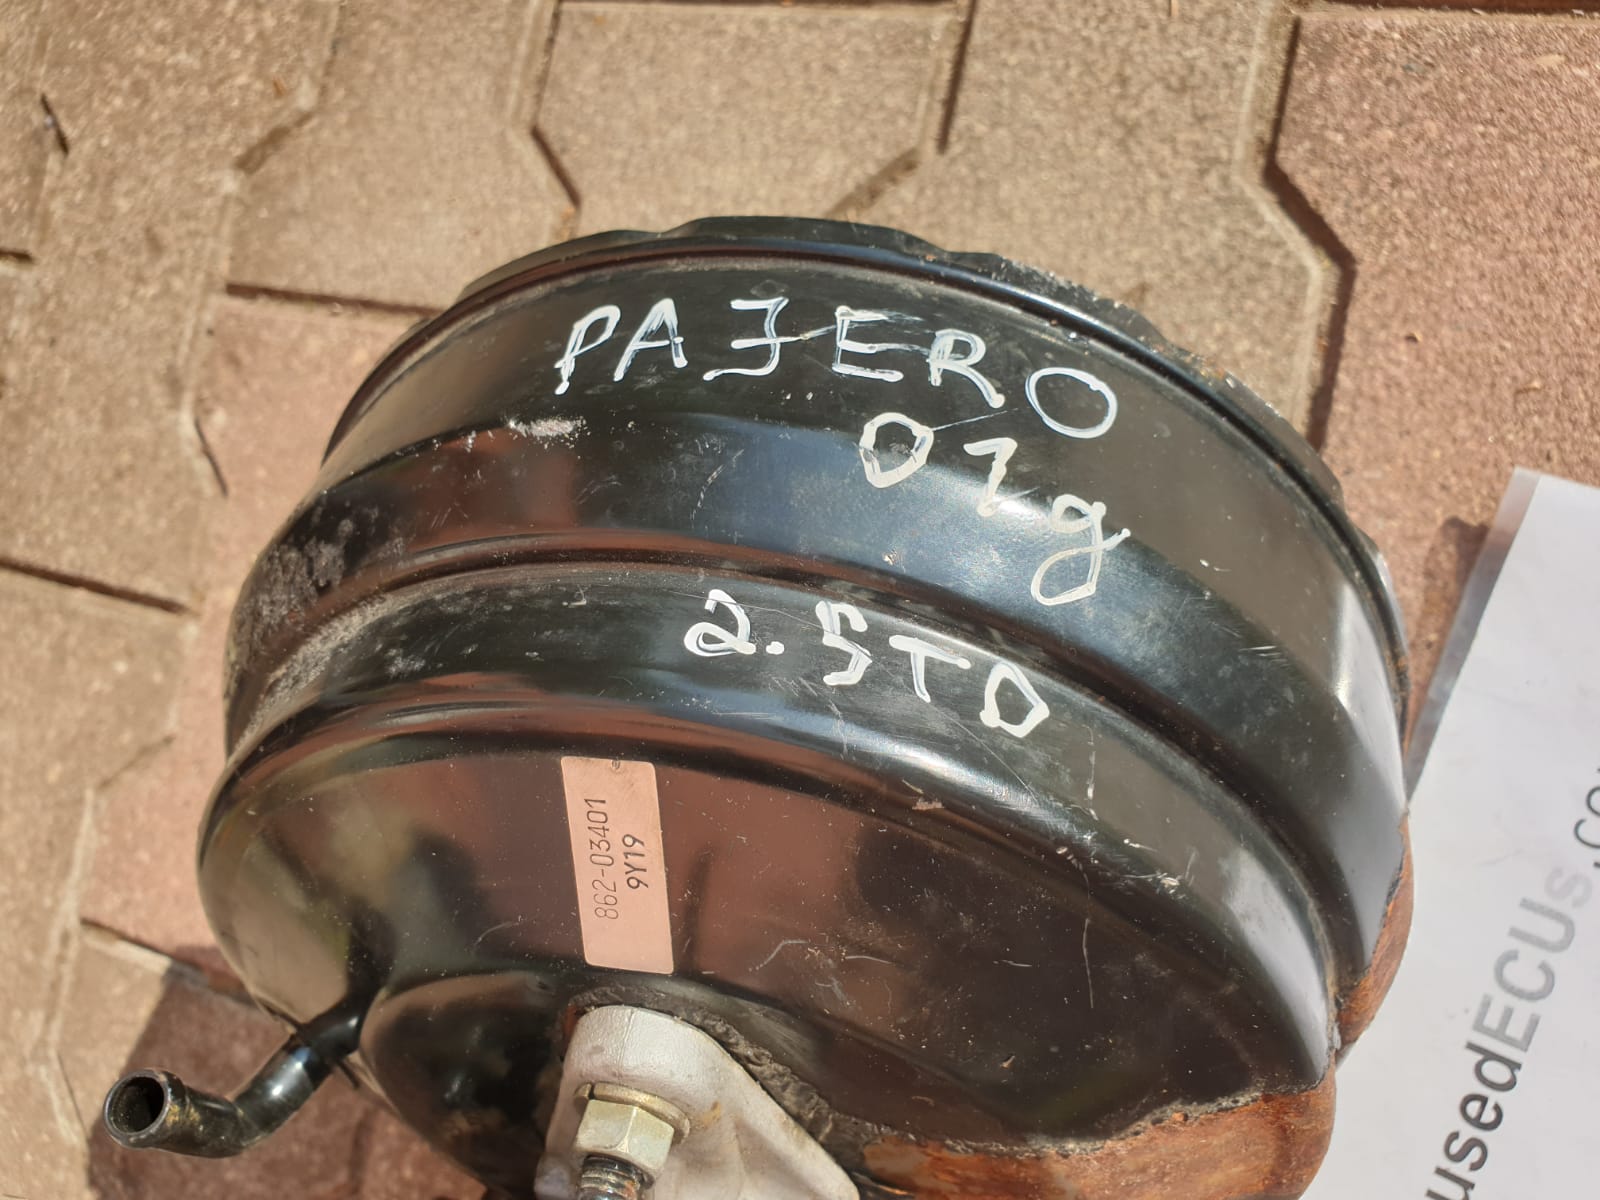 PAJERO
01g
2.5TD
862-03401
9Y19
usedECUs.co